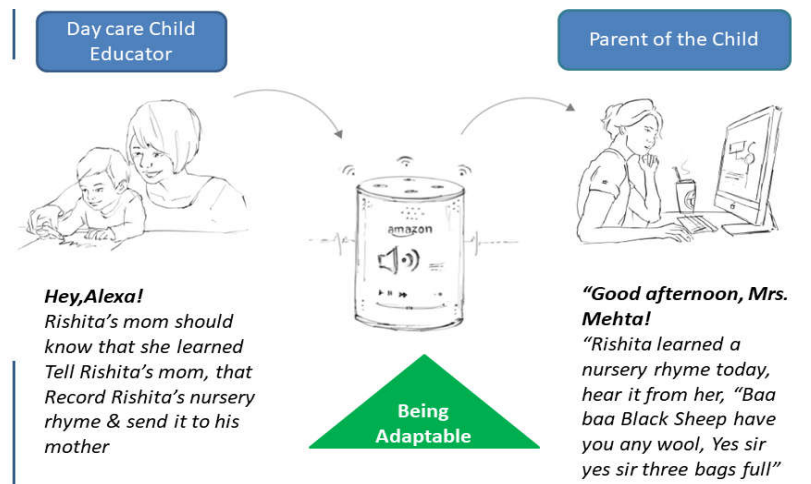 Day care Child
Educator
Parent of the Child
amazon
Hey,Alexa!
Rishita’s mom should
know that she learned
Tell Rishita’s mom, that
Record Rishita’s nursery
rhyme & send it to his
mother
Being
Adaptable
“Good afternoon, Mrs.
Mehta!
“Rishita learned a
nursery rhyme today,
hear it from her, “Baa
baa Black Sheep have
you any wool, Yes sir
yes sir three bags full”